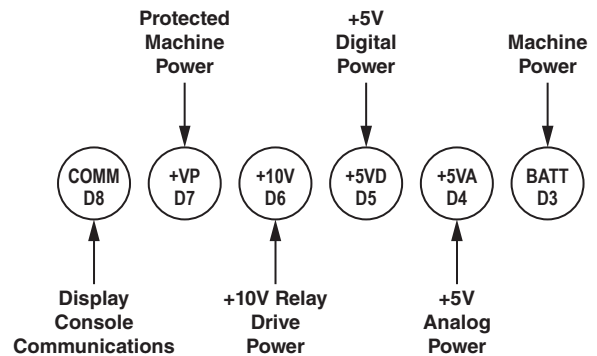 Protected
Machine
Power
+5V
Digital
Power
Machine
Power
COMM
D8
+VP
D7
+10V
D6
+5VD
D5
+5VA
D4
BATT
D3
Display
Console
Communications
+10V Relay
Drive
Power
+5V
Analog
Power